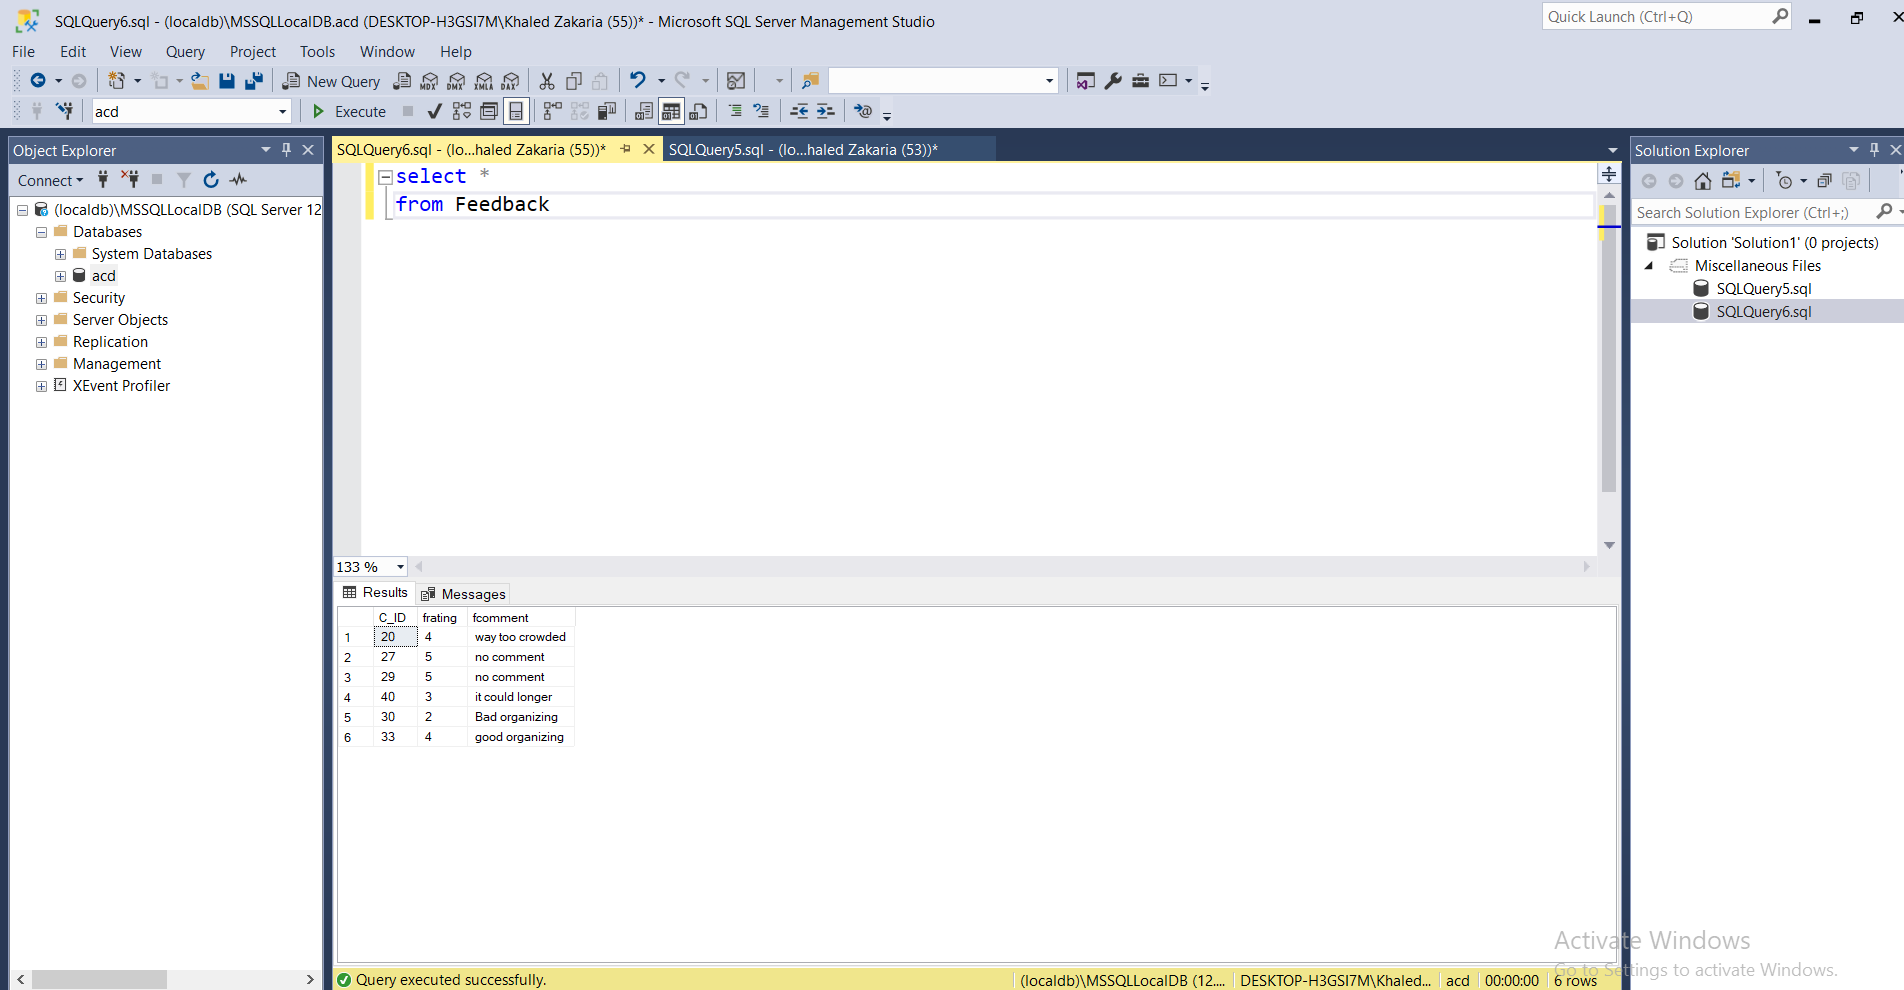 SQLQuery6.sql - (localdb)\MSSQLLocalDB.acd (DESKTOP-H3GSI7M\Khaled Zakaria (55))* - Microsoft SQL Server Management Studio
Quick Launch (Ctrl+Q)
File Edit View Query Project Tools Window Help
New Query MDX DMX XMLA DAX
acd Execute
Object Explorer
Connect
(localdb)\MSSQLLocalDB (SQL Server 12
Databases
System Databases
acd
Security
Server Objects
Replication
Management
XEvent Profiler
SQLQuery6.sql - (lo...haled Zakaria (55))* SQLQuery5.sql - (lo...haled Zakaria (53))*
select *
from Feedback
133 %
Results Messages
C_ID frating fcomment
1 20 4 way too crowded
2 27 5 no comment
3 29 5 no comment
4 40 3 it could longer
5 30 2 Bad organizing
6 33 4 good organizing
Query executed successfully. (localdb)\MSSQLLocalDB (12.... DESKTOP-H3GSI7M\Khaled... acd 00:00:00 6 rows
Solution Explorer
Search Solution Explorer (Ctrl+;)
Solution 'Solution1' (0 projects)
Miscellaneous Files
SQLQuery5.sql
SQLQuery6.sql
Activate Windows
Go to Settings to activate Windows.